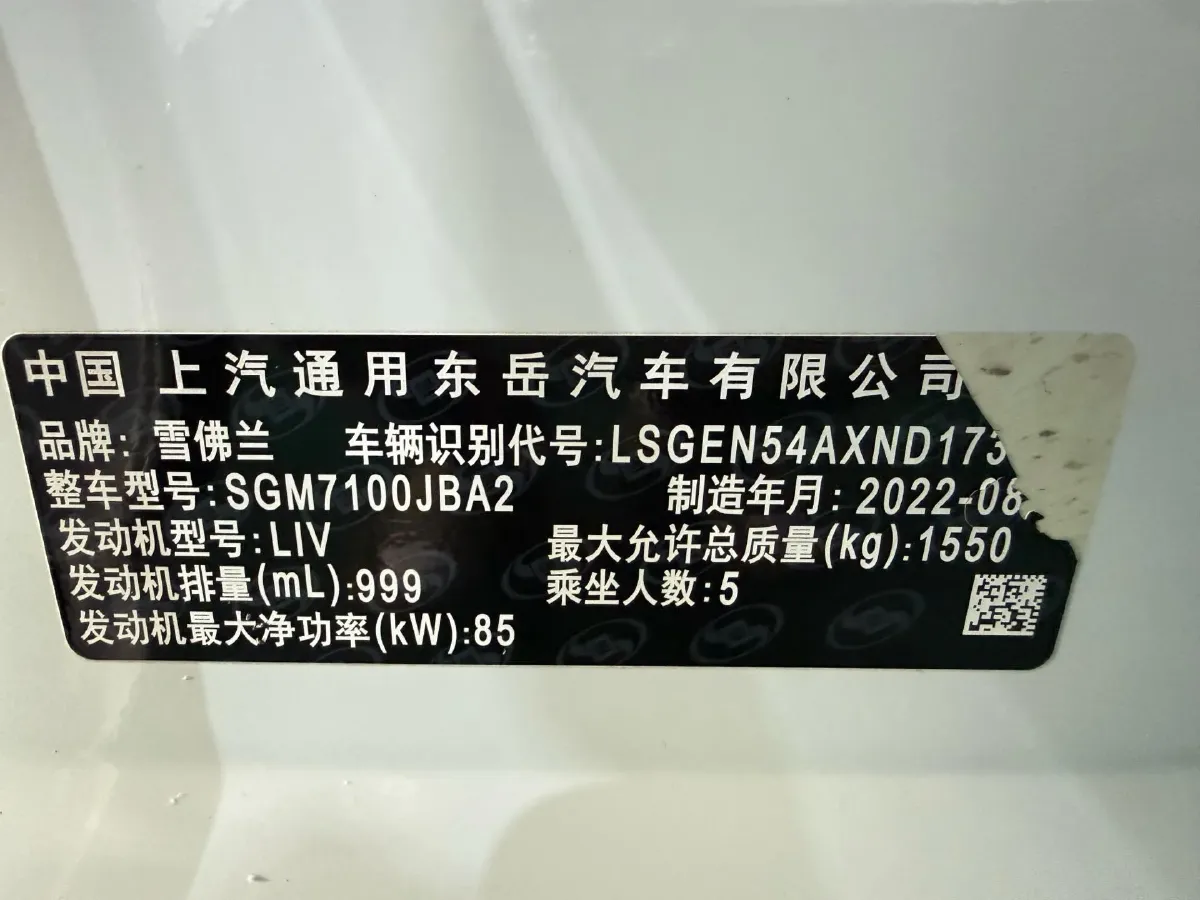 中国 上汽通用东岳汽车有限公司
品牌: 雪佛兰 车辆识别代号:LSGEN54AXND173
整车型号:SGM7100JBA2 制造年月: 2022-08
发动机型号:LIV 最大允许总质量(kg):1550
发动机排量(mL):999 乘坐人数:5
发动机最大净功率(kW):85